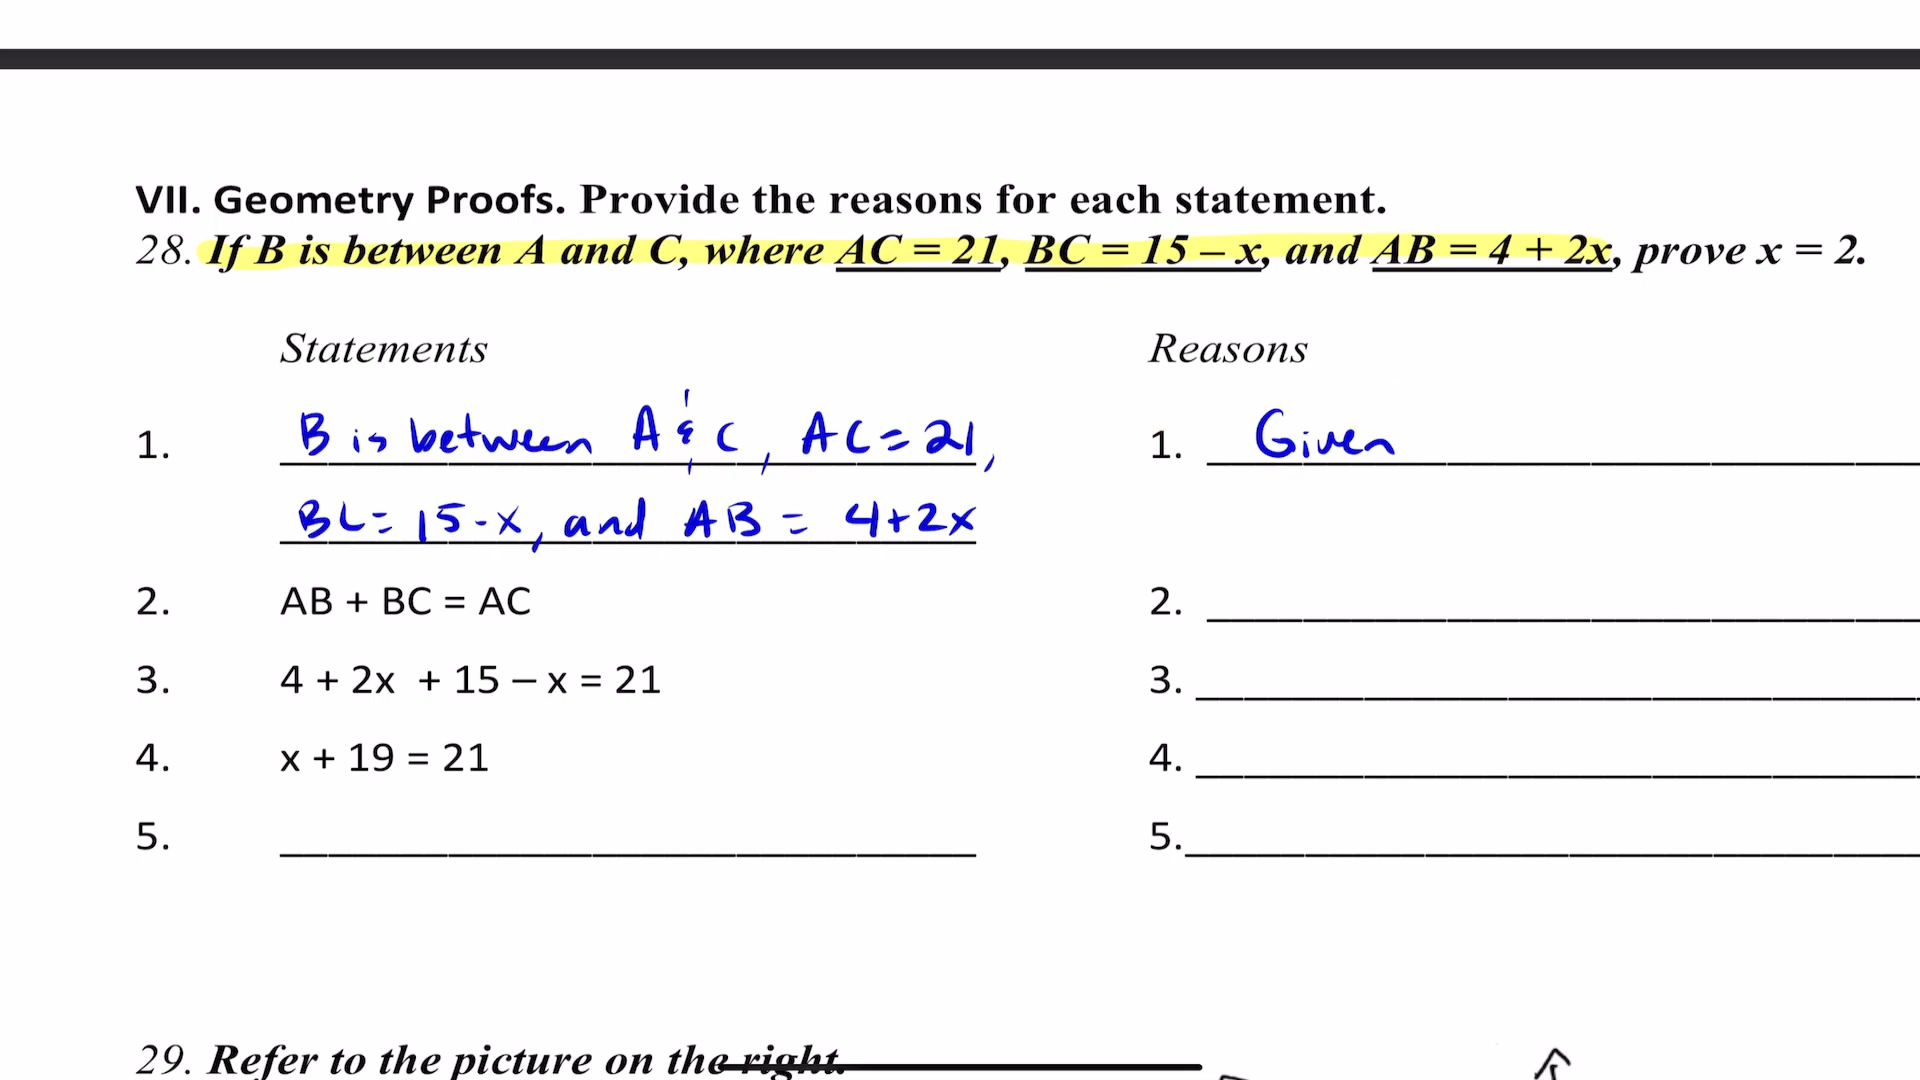 VII. Geometry Proofs. Provide the reasons for each statement.
28. If B is between A and C, where AC = 21, BC = 15 – x, and AB = 4 + 2x, prove x = 2.
Statements Reasons
1. B is between A & C, AC = 21, 1. Given
BC = 15 - x, and AB = 4 + 2x
2. AB + BC = AC 2.
3. 4 + 2x + 15 – x = 21 3.
4. x + 19 = 21 4.
5. 5.
29. Refer to the picture on the right.